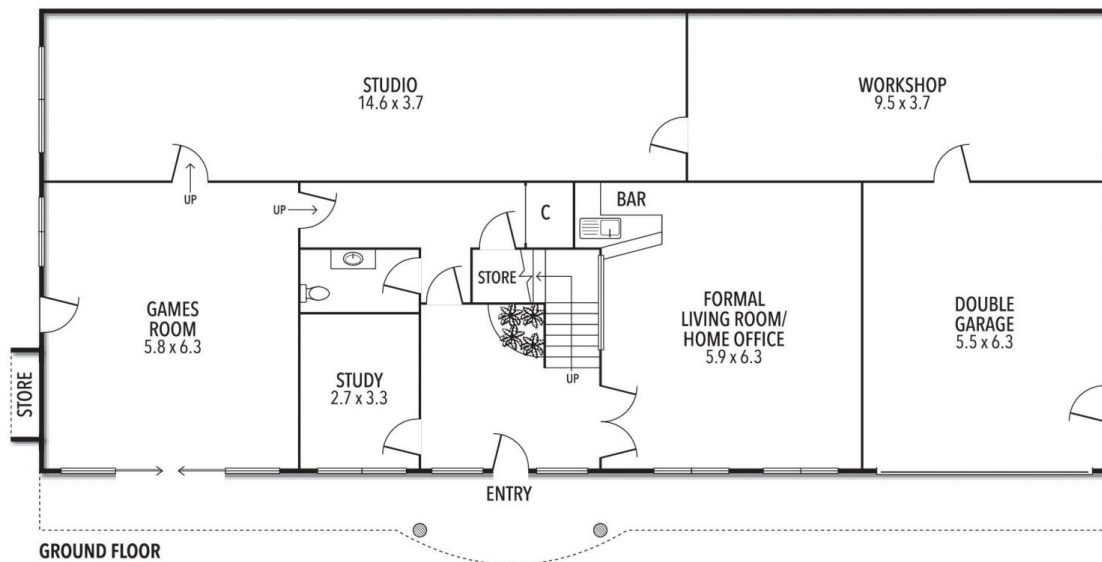 STUDIO
14.6 x 3.7
WORKSHOP
9.5 x 3.7
UP
UP
C
BAR
STORE
GAMES
ROOM
5.8 x 6.3
FORMAL
LIVING ROOM/
HOME OFFICE
5.9 x 6.3
DOUBLE
GARAGE
5.5 x 6.3
STORE
STUDY
2.7 x 3.3
UP
ENTRY
GROUND FLOOR